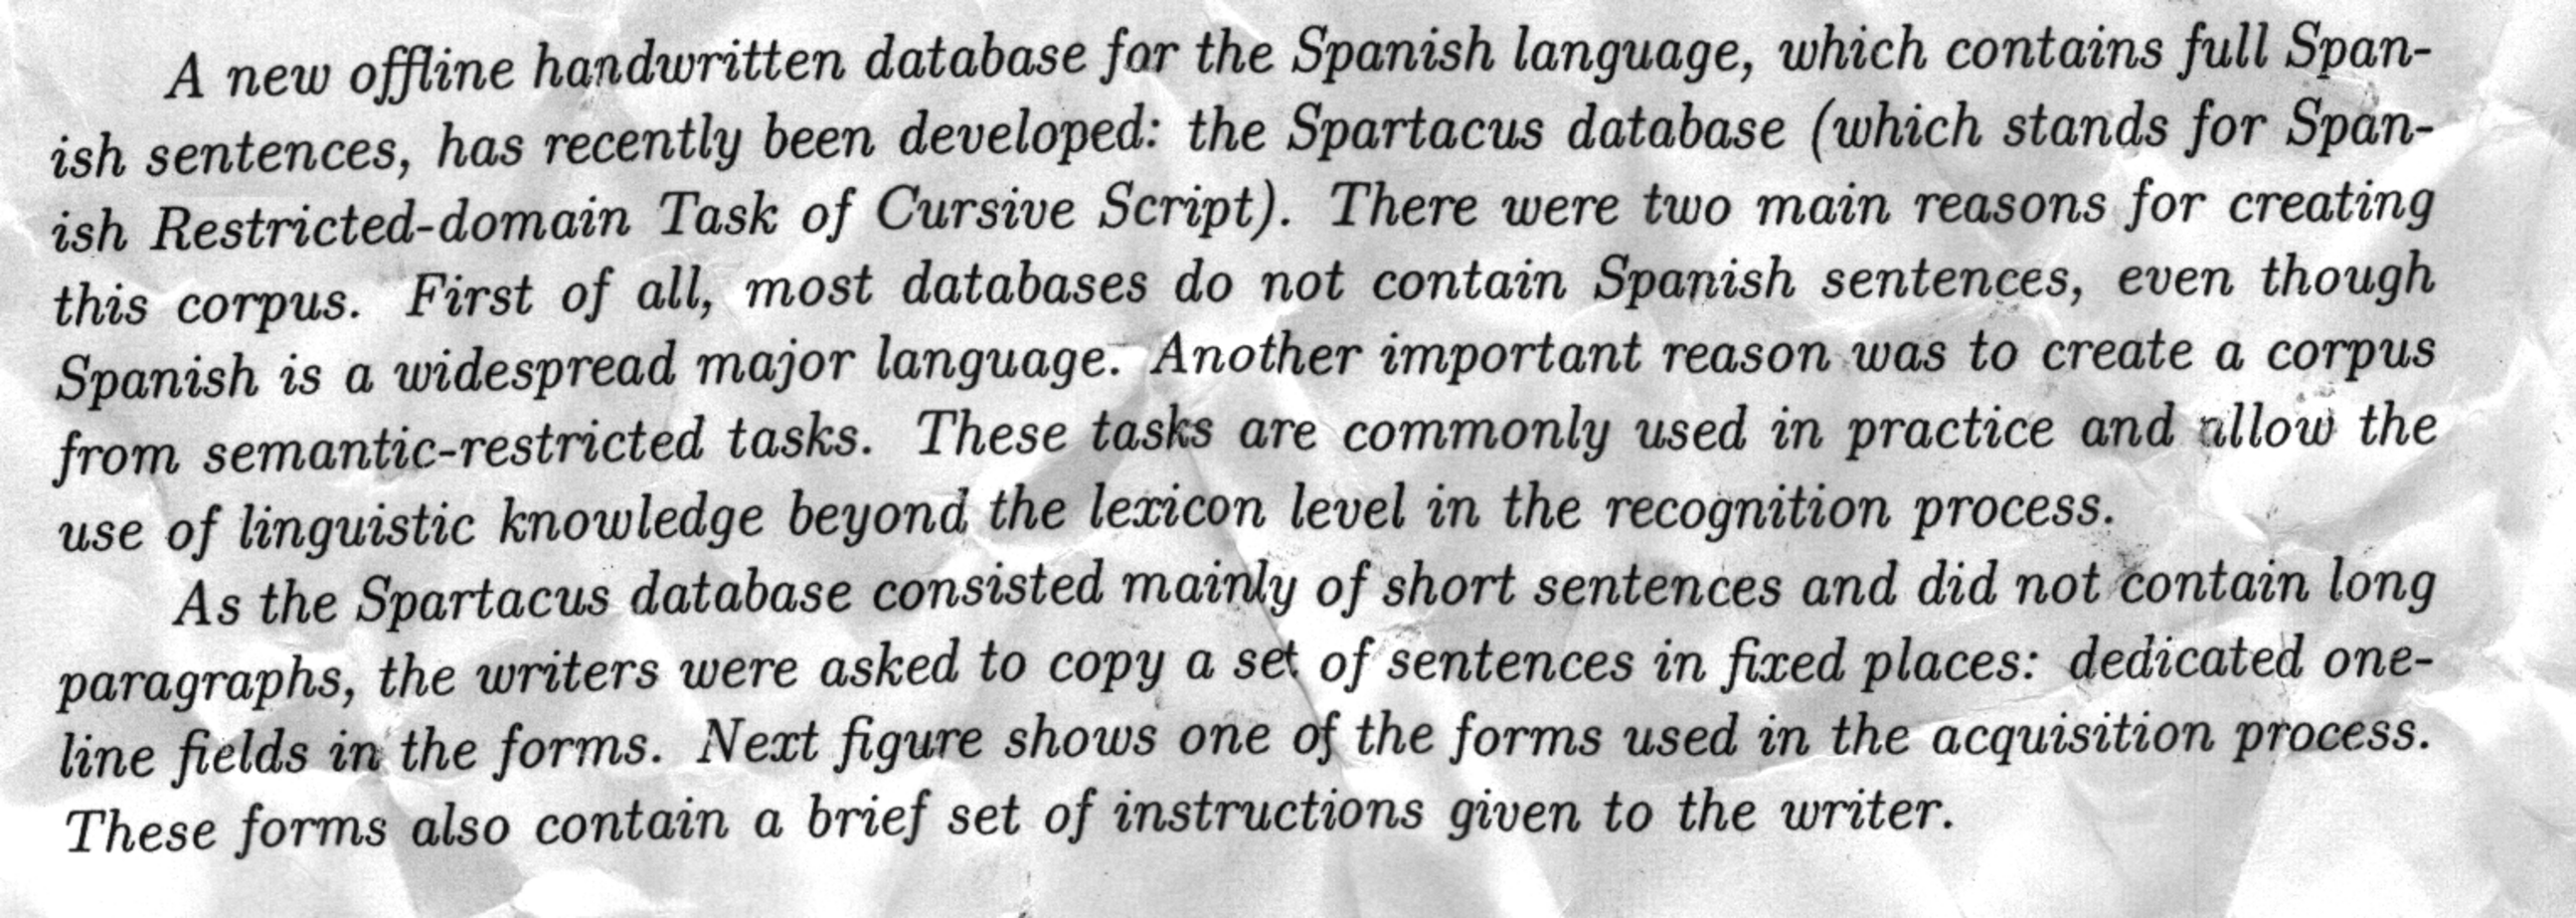 A new offline handwritten database for the Spanish language, which contains full Span-
ish sentences, has recently been developed: the Spartacus database (which stands for Span-
ish Restricted-domain Task of Cursive Script). There were two main reasons for creating
this corpus. First of all, most databases do not contain Spanish sentences, even though
Spanish is a widespread major language. Another important reason was to create a corpus
from semantic-restricted tasks. These tasks are commonly used in practice and allow the
use of linguistic knowledge beyond the lexicon level in the recognition process.
As the Spartacus database consisted mainly of short sentences and did not contain long
paragraphs, the writers were asked to copy a set of sentences in fixed places: dedicated one-
line fields in the forms. Next figure shows one of the forms used in the acquisition process.
These forms also contain a brief set of instructions given to the writer.